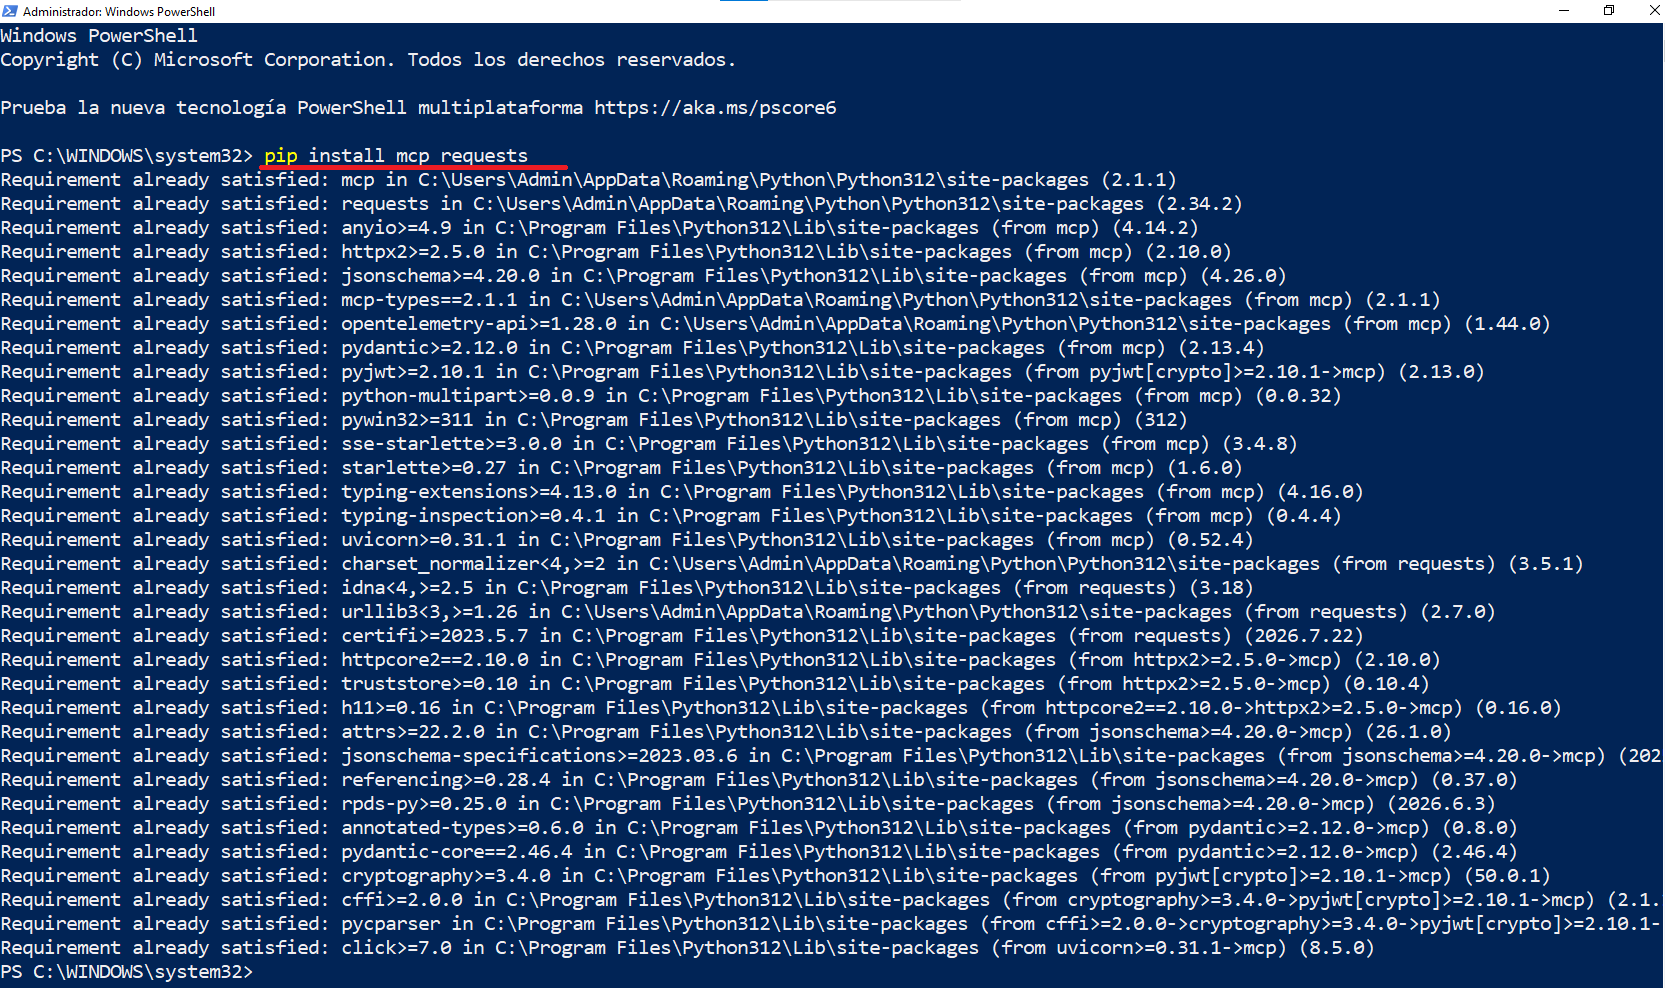 Administrador: Windows PowerShell
Windows PowerShell
Copyright (C) Microsoft Corporation. Todos los derechos reservados.
Prueba la nueva tecnología PowerShell multiplataforma https://aka.ms/pscore6
PS C:\WINDOWS\system32> pip install mcp requests
Requirement already satisfied: mcp in C:\Users\Admin\AppData\Roaming\Python\Python312\site-packages (2.1.1)
Requirement already satisfied: requests in C:\Users\Admin\AppData\Roaming\Python\Python312\site-packages (2.34.2)
Requirement already satisfied: anyio>=4.9 in C:\Program Files\Python312\Lib\site-packages (from mcp) (4.14.2)
Requirement already satisfied: httpx2>=2.5.0 in C:\Program Files\Python312\Lib\site-packages (from mcp) (2.10.0)
Requirement already satisfied: jsonschema>=4.20.0 in C:\Program Files\Python312\Lib\site-packages (from mcp) (4.26.0)
Requirement already satisfied: mcp-types==2.1.1 in C:\Users\Admin\AppData\Roaming\Python\Python312\site-packages (from mcp) (2.1.1)
Requirement already satisfied: opentelemetry-api>=1.28.0 in C:\Users\Admin\AppData\Roaming\Python\Python312\site-packages (from mcp) (1.44.0)
Requirement already satisfied: pydantic>=2.12.0 in C:\Program Files\Python312\Lib\site-packages (from mcp) (2.13.4)
Requirement already satisfied: pyjwt>=2.10.1 in C:\Program Files\Python312\Lib\site-packages (from pyjwt[crypto]>=2.10.1->mcp) (2.13.0)
Requirement already satisfied: python-multipart>=0.0.9 in C:\Program Files\Python312\Lib\site-packages (from mcp) (0.0.32)
Requirement already satisfied: pywin32>=311 in C:\Program Files\Python312\Lib\site-packages (from mcp) (312)
Requirement already satisfied: sse-starlette>=3.0.0 in C:\Program Files\Python312\Lib\site-packages (from mcp) (3.4.8)
Requirement already satisfied: starlette>=0.27 in C:\Program Files\Python312\Lib\site-packages (from mcp) (1.6.0)
Requirement already satisfied: typing-extensions>=4.13.0 in C:\Program Files\Python312\Lib\site-packages (from mcp) (4.16.0)
Requirement already satisfied: typing-inspection>=0.4.1 in C:\Program Files\Python312\Lib\site-packages (from mcp) (0.4.4)
Requirement already satisfied: uvicorn>=0.31.1 in C:\Program Files\Python312\Lib\site-packages (from mcp) (0.52.4)
Requirement already satisfied: charset_normalizer<4,>=2 in C:\Users\Admin\AppData\Roaming\Python\Python312\site-packages (from requests) (3.5.1)
Requirement already satisfied: idna<4,>=2.5 in C:\Program Files\Python312\Lib\site-packages (from requests) (3.18)
Requirement already satisfied: urllib3<3,>=1.26 in C:\Users\Admin\AppData\Roaming\Python\Python312\site-packages (from requests) (2.7.0)
Requirement already satisfied: certifi>=2023.5.7 in C:\Program Files\Python312\Lib\site-packages (from requests) (2026.7.22)
Requirement already satisfied: httpcore2==2.10.0 in C:\Program Files\Python312\Lib\site-packages (from httpx2>=2.5.0->mcp) (2.10.0)
Requirement already satisfied: truststore>=0.10 in C:\Program Files\Python312\Lib\site-packages (from httpx2>=2.5.0->mcp) (0.10.4)
Requirement already satisfied: h11>=0.16 in C:\Program Files\Python312\Lib\site-packages (from httpcore2==2.10.0->httpx2>=2.5.0->mcp) (0.16.0)
Requirement already satisfied: attrs>=22.2.0 in C:\Program Files\Python312\Lib\site-packages (from jsonschema>=4.20.0->mcp) (26.1.0)
Requirement already satisfied: jsonschema-specifications>=2023.03.6 in C:\Program Files\Python312\Lib\site-packages (from jsonschema>=4.20.0->mcp) (202
Requirement already satisfied: referencing>=0.28.4 in C:\Program Files\Python312\Lib\site-packages (from jsonschema>=4.20.0->mcp) (0.37.0)
Requirement already satisfied: rpds-py>=0.25.0 in C:\Program Files\Python312\Lib\site-packages (from jsonschema>=4.20.0->mcp) (2026.6.3)
Requirement already satisfied: annotated-types>=0.6.0 in C:\Program Files\Python312\Lib\site-packages (from pydantic>=2.12.0->mcp) (0.8.0)
Requirement already satisfied: pydantic-core==2.46.4 in C:\Program Files\Python312\Lib\site-packages (from pydantic>=2.12.0->mcp) (2.46.4)
Requirement already satisfied: cryptography>=3.4.0 in C:\Program Files\Python312\Lib\site-packages (from pyjwt[crypto]>=2.10.1->mcp) (50.0.1)
Requirement already satisfied: cffi>=2.0.0 in C:\Program Files\Python312\Lib\site-packages (from cryptography>=3.4.0->pyjwt[crypto]>=2.10.1->mcp) (2.1.
Requirement already satisfied: pycparser in C:\Program Files\Python312\Lib\site-packages (from cffi>=2.0.0->cryptography>=3.4.0->pyjwt[crypto]>=2.10.1-
Requirement already satisfied: click>=7.0 in C:\Program Files\Python312\Lib\site-packages (from uvicorn>=0.31.1->mcp) (8.5.0)
PS C:\WINDOWS\system32>